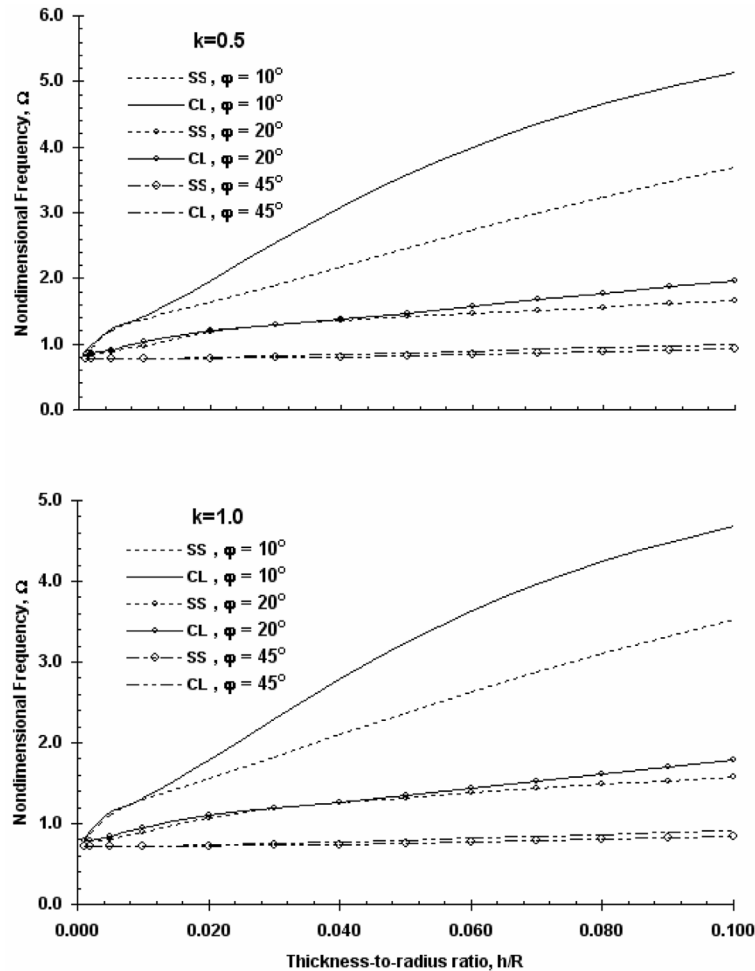 6.0
k=0.5
SS , φ = 10°
CL , φ = 10°
SS , φ = 20°
CL , φ = 20°
SS , φ = 45°
CL , φ = 45°
5.0
4.0
3.0
2.0
1.0
0.0
Nondimensional Frequency, Ω
5.0
k=1.0
SS , φ = 10°
CL , φ = 10°
SS , φ = 20°
CL , φ = 20°
SS , φ = 45°
CL , φ = 45°
4.0
3.0
2.0
1.0
0.0
Nondimensional Frequency, Ω
0.000 0.020 0.040 0.060 0.080 0.100
Thickness-to-radius ratio, h/R